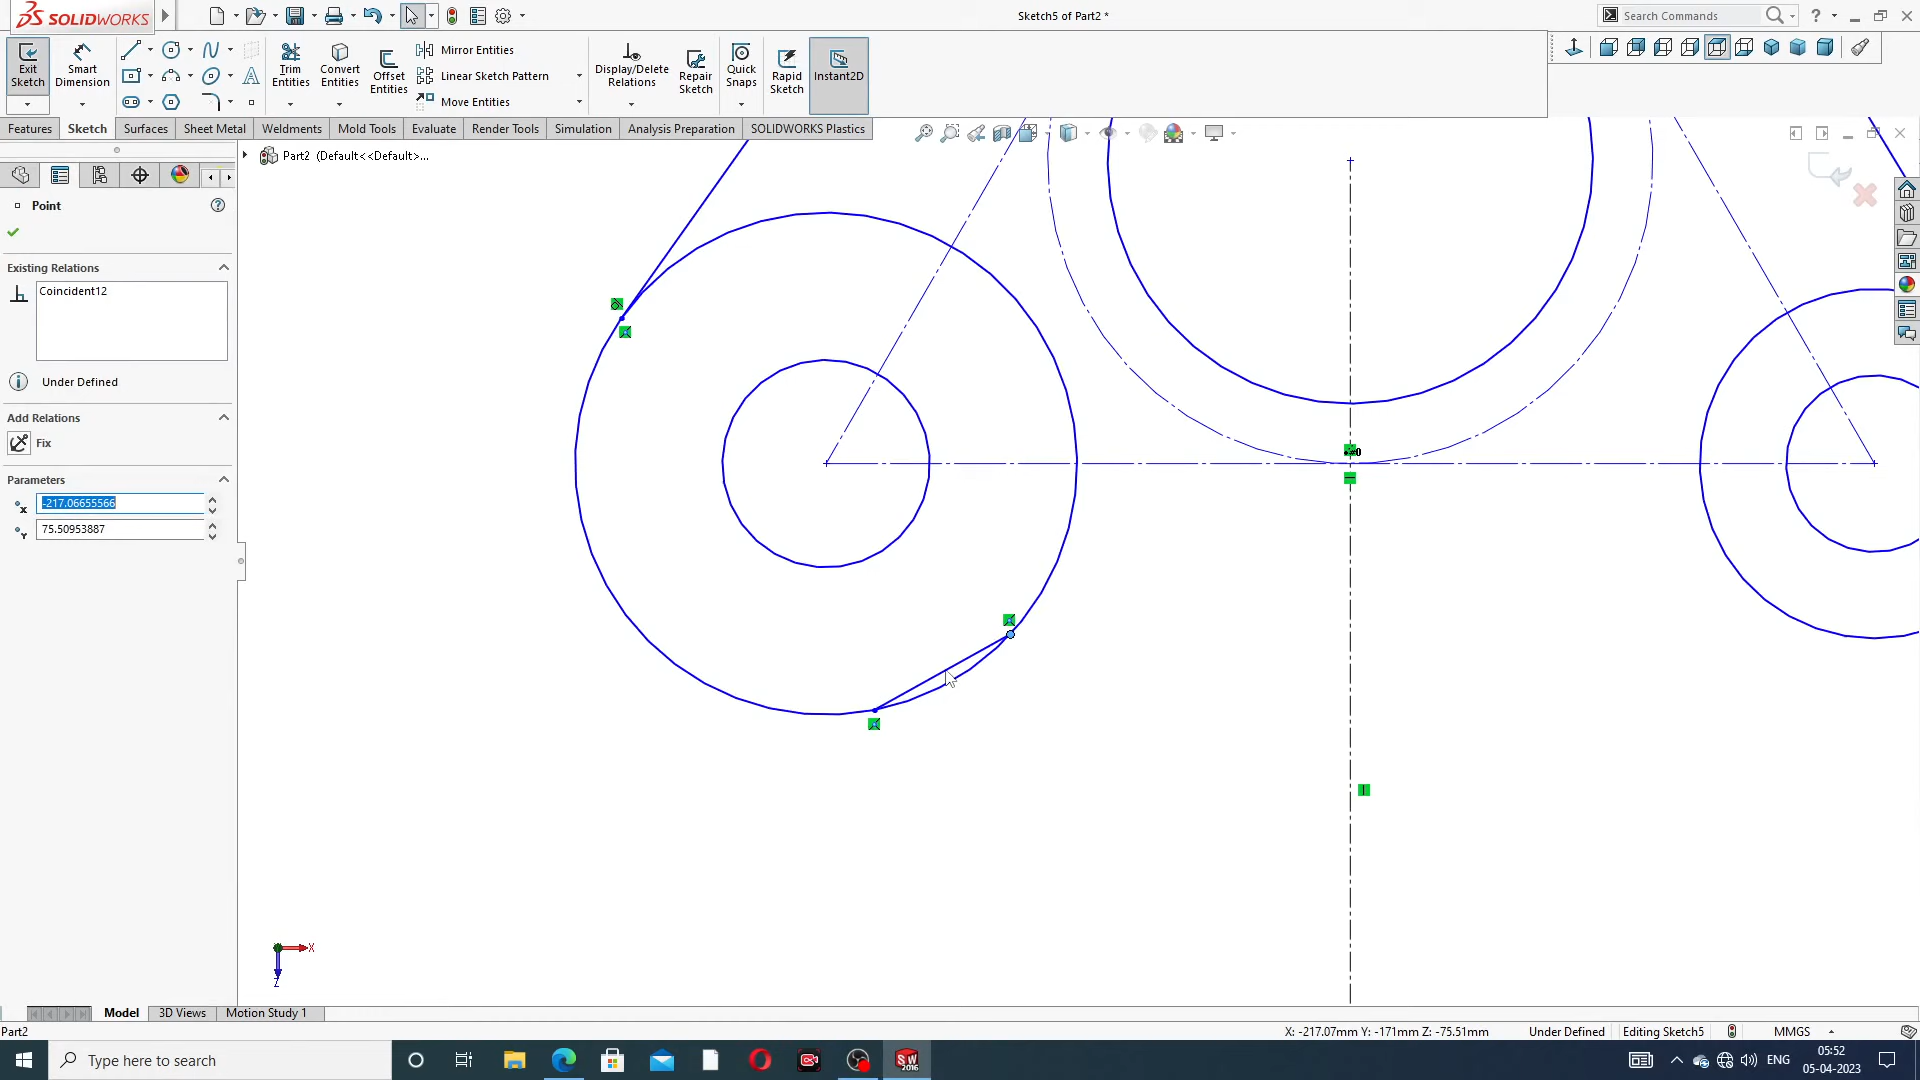 SOLIDWORKS
Sketch5 of Part2 *
Search Commands
Exit Sketch
Smart Dimension
Trim Entities
Convert Entities
Offset Entities
Mirror Entities
Linear Sketch Pattern
Move Entities
Display/Delete Relations
Repair Sketch
Quick Snaps
Rapid Sketch
Instant2D
Features
Sketch
Surfaces
Sheet Metal
Weldments
Mold Tools
Evaluate
Render Tools
Simulation
Analysis Preparation
SOLIDWORKS Plastics
Part2 (Default<<Default>...
Point
Existing Relations
Coincident12
Under Defined
Add Relations
Fix
Parameters
-217.06655566
75.50953887
X
Z
Model
3D Views
Motion Study 1
Part2
X: -217.07mm Y: -171mm Z: -75.51mm
Under Defined
Editing Sketch5
MMGS
Type here to search
SW 2016
ENG
05:52
05-04-2023